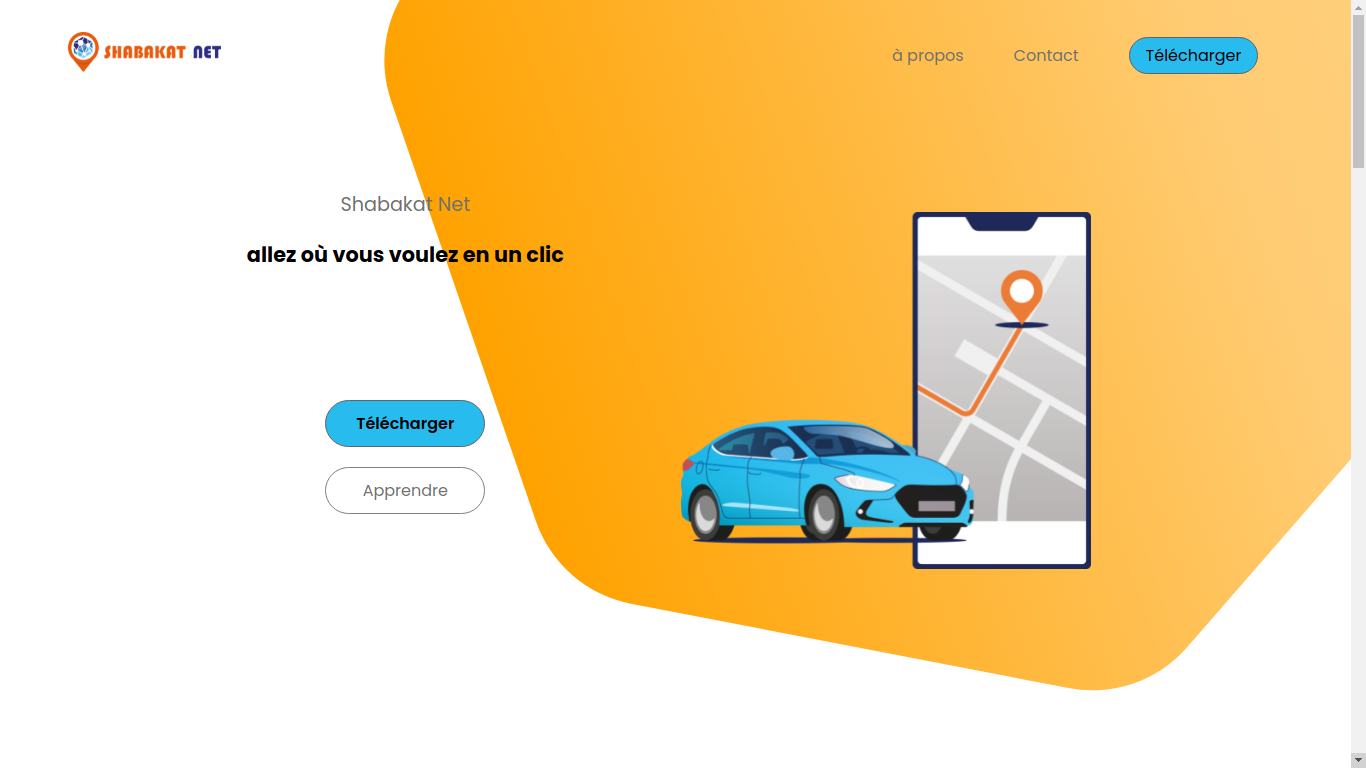 SHABAKAT NET
à propos
Contact
Télécharger
Shabakat Net
allez où vous voulez en un clic
Télécharger
Apprendre